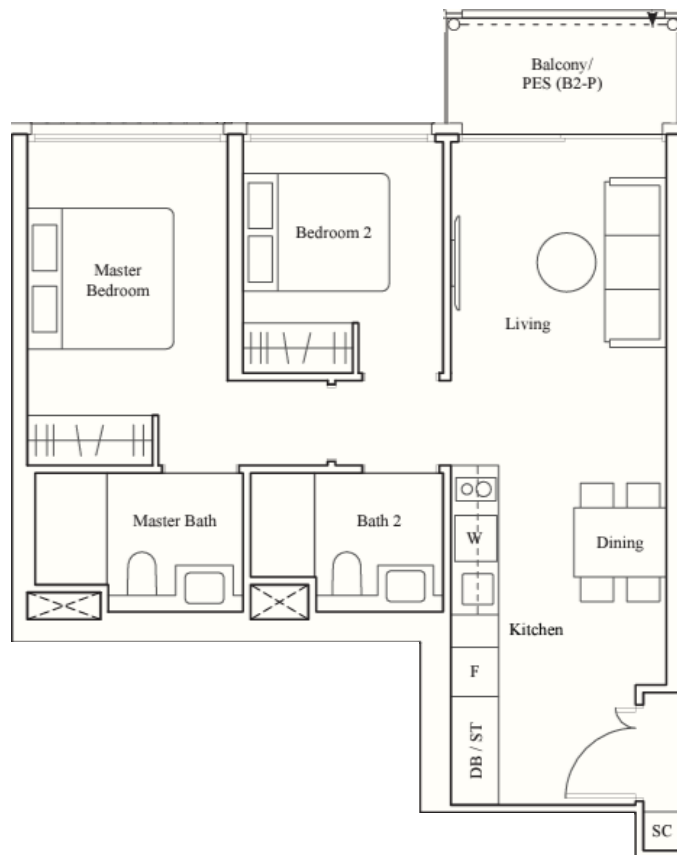 Balcony/
PES (B2-P)
Bedroom 2
Master
Bedroom
Living
Master Bath
Bath 2
W
Dining
Kitchen
F
DB / ST
SC